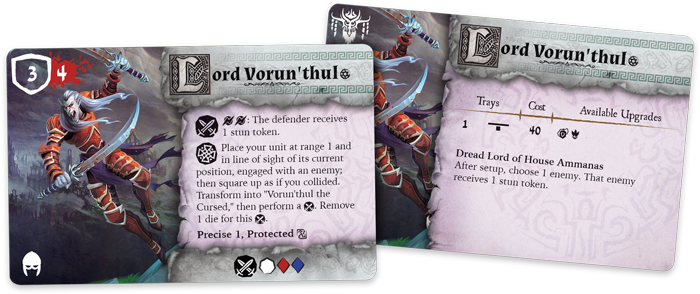 3 4
Lord Vorun'thul
: The defender receives
1 stun token.
Place your unit at range 1 and
in line of sight of its current
position, engaged with an enemy;
then square up as if you collided.
Transform into "Vorun'thul the
Cursed," then perform a . Remove
1 die for this .
Precise 1, Protected 2
Lord Vorun'thul
Trays Cost Available Upgrades
1 40
Dread Lord of House Ammanas
After setup, choose 1 enemy. That enemy
receives 1 stun token.